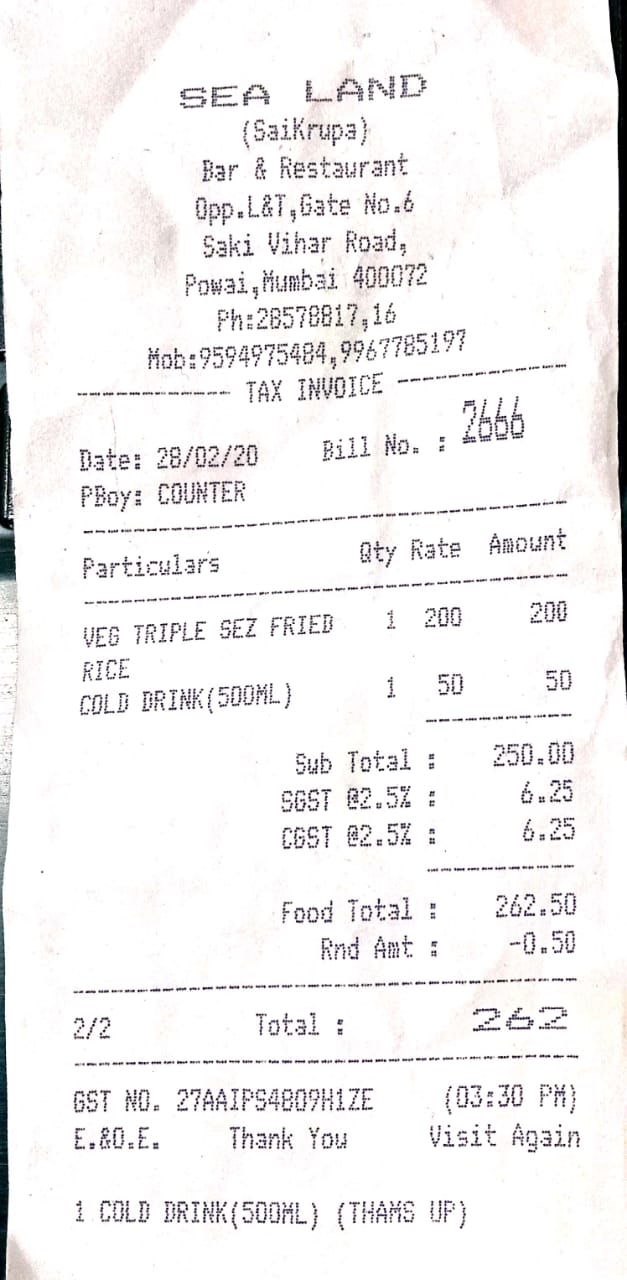 SEA LAND
(SaiKrupa)
Bar & Restaurant
Opp.L&T,Gate No.6
Saki Vihar Road,
Powai,Mumbai 400072
Ph:28578817,16
Mob:9594975484,9967785197
TAX INVOICE
Date: 28/02/20 Bill No. : 7666
PBoy: COUNTER
Particulars Qty Rate Amount
VEG TRIPLE SEZ FRIED 1 200 200
RICE
COLD DRINK(500ML) 1 50 50
Sub Total : 250.00
SGST @2.5% : 6.25
CGST @2.5% : 6.25
Food Total : 262.50
Rnd Amt : -0.50
2/2 Total : 262
GST NO. 27AAIPS4809H1ZE (03:30 PM)
E.&O.E. Thank You Visit Again
1 COLD DRINK(500ML) (THAMS UP)